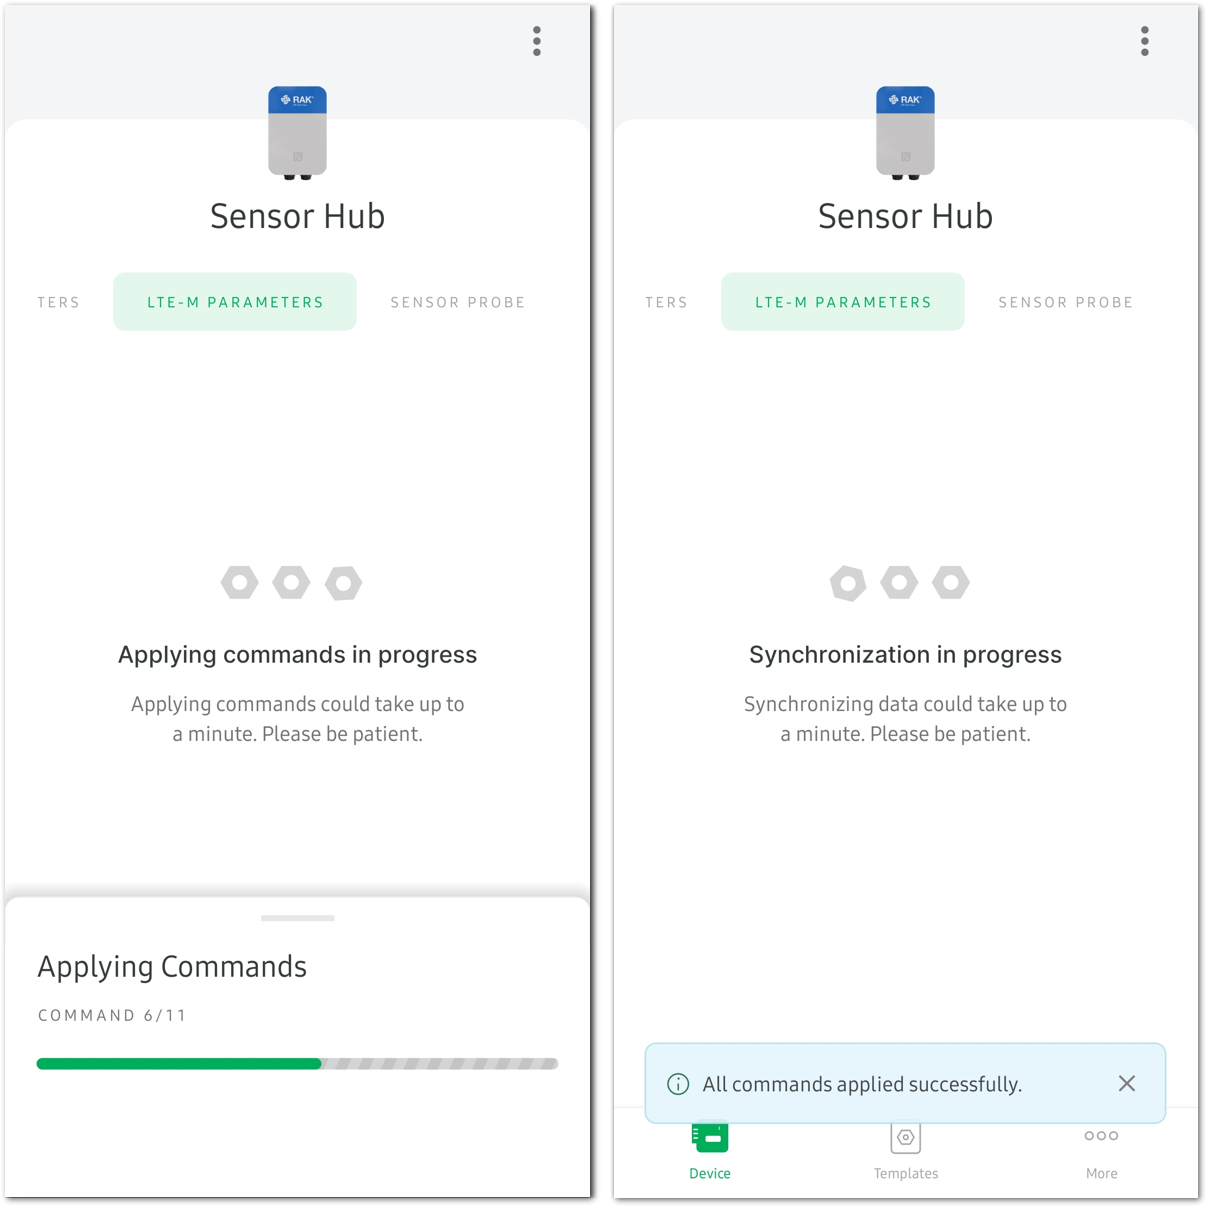 RAK
Sensor Hub
TERS
LTE-M PARAMETERS
SENSOR PROBE
Applying commands in progress
Applying commands could take up to
a minute. Please be patient.
Applying Commands
COMMAND 6/11
RAK
Sensor Hub
TERS
LTE-M PARAMETERS
SENSOR PROBE
Synchronization in progress
Synchronizing data could take up to
a minute. Please be patient.
All commands applied successfully.
Device
Templates
More